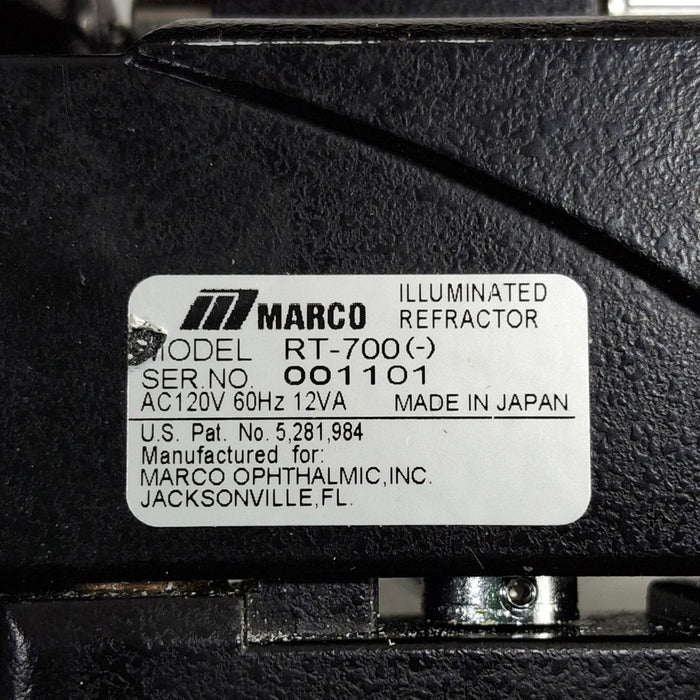 MARCO ILLUMINATED REFRACTOR
MODEL RT-700(-)
SER.NO. 001101
AC120V 60Hz 12VA MADE IN JAPAN
U.S. Pat. No. 5,281,984
Manufactured for:
MARCO OPHTHALMIC,INC.
JACKSONVILLE,FL.